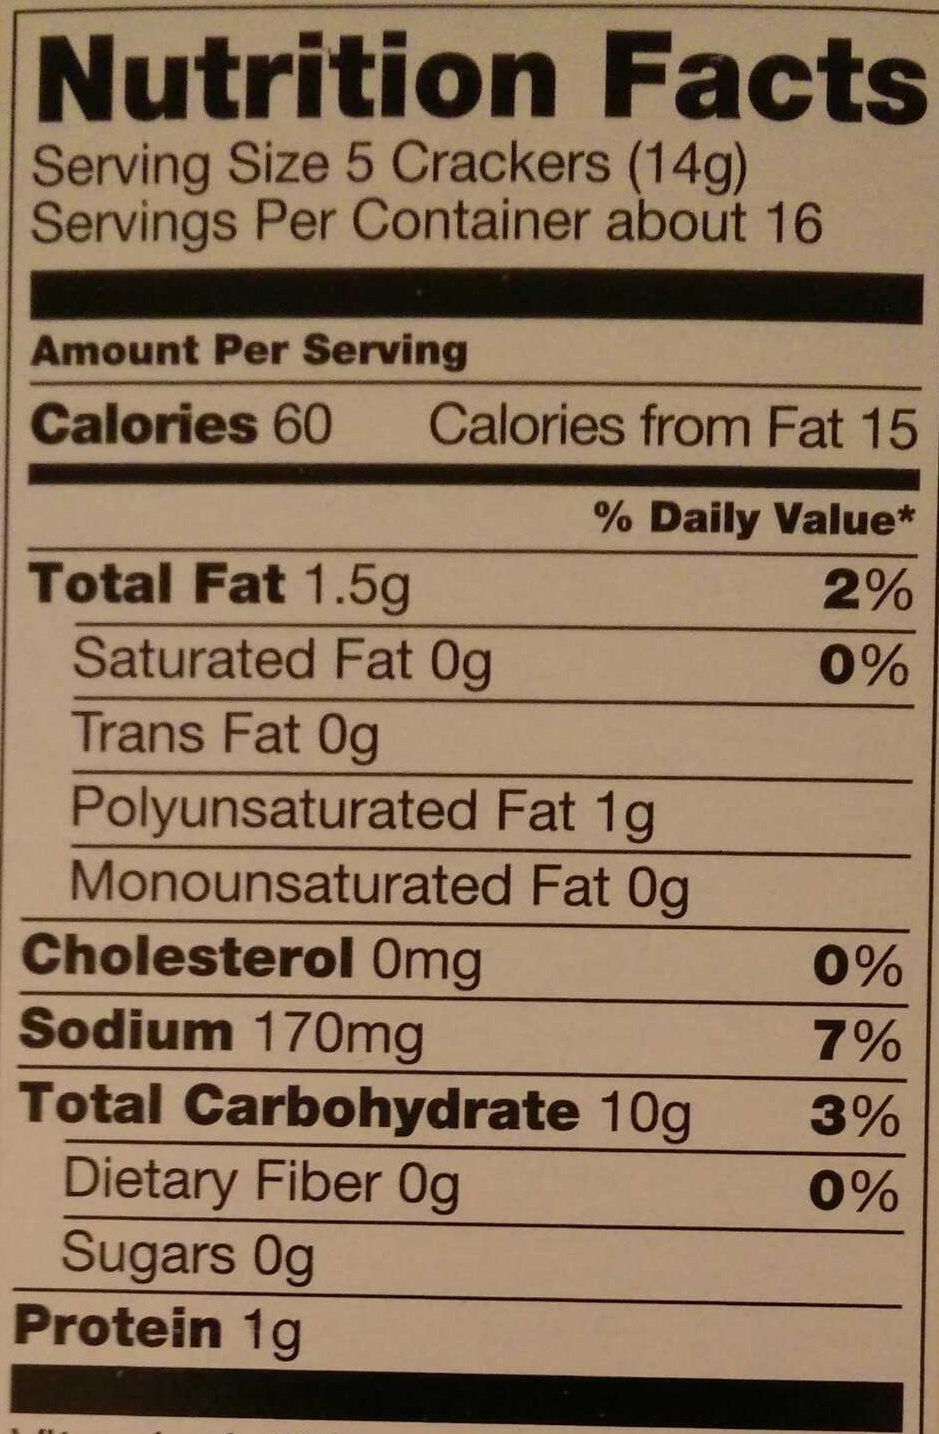 Nutrition Facts
Serving Size 5 Crackers (14g)
Servings Per Container about 16
Amount Per Serving
Calories 60 Calories from Fat 15
% Daily Value*
Total Fat 1.5g 2%
Saturated Fat 0g 0%
Trans Fat 0g
Polyunsaturated Fat 1g
Monounsaturated Fat 0g
Cholesterol 0mg 0%
Sodium 170mg 7%
Total Carbohydrate 10g 3%
Dietary Fiber 0g 0%
Sugars 0g
Protein 1g